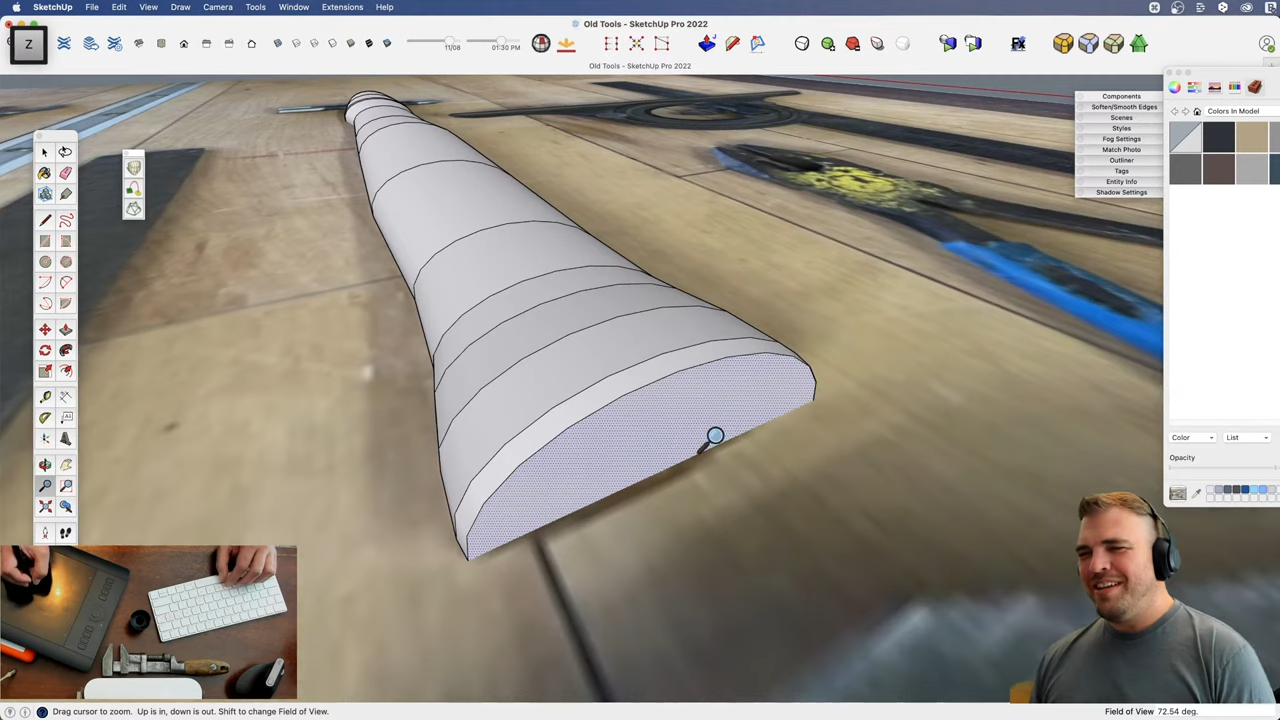 SketchUp File Edit View Draw Camera Tools Window Extensions Help
Old Tools - SketchUp Pro 2022
Z
11/08 01:30 PM
Old Tools - SketchUp Pro 2022
Components
Soften/Smooth Edges
Scenes
Styles
Fog Settings
Match Photo
Outliner
Tags
Entity Info
Shadow Settings
Colors In Model
Color List
Opacity
Drag cursor to zoom. Up is in, down is out. Shift to change Field of View.
Field of View 72.54 deg.